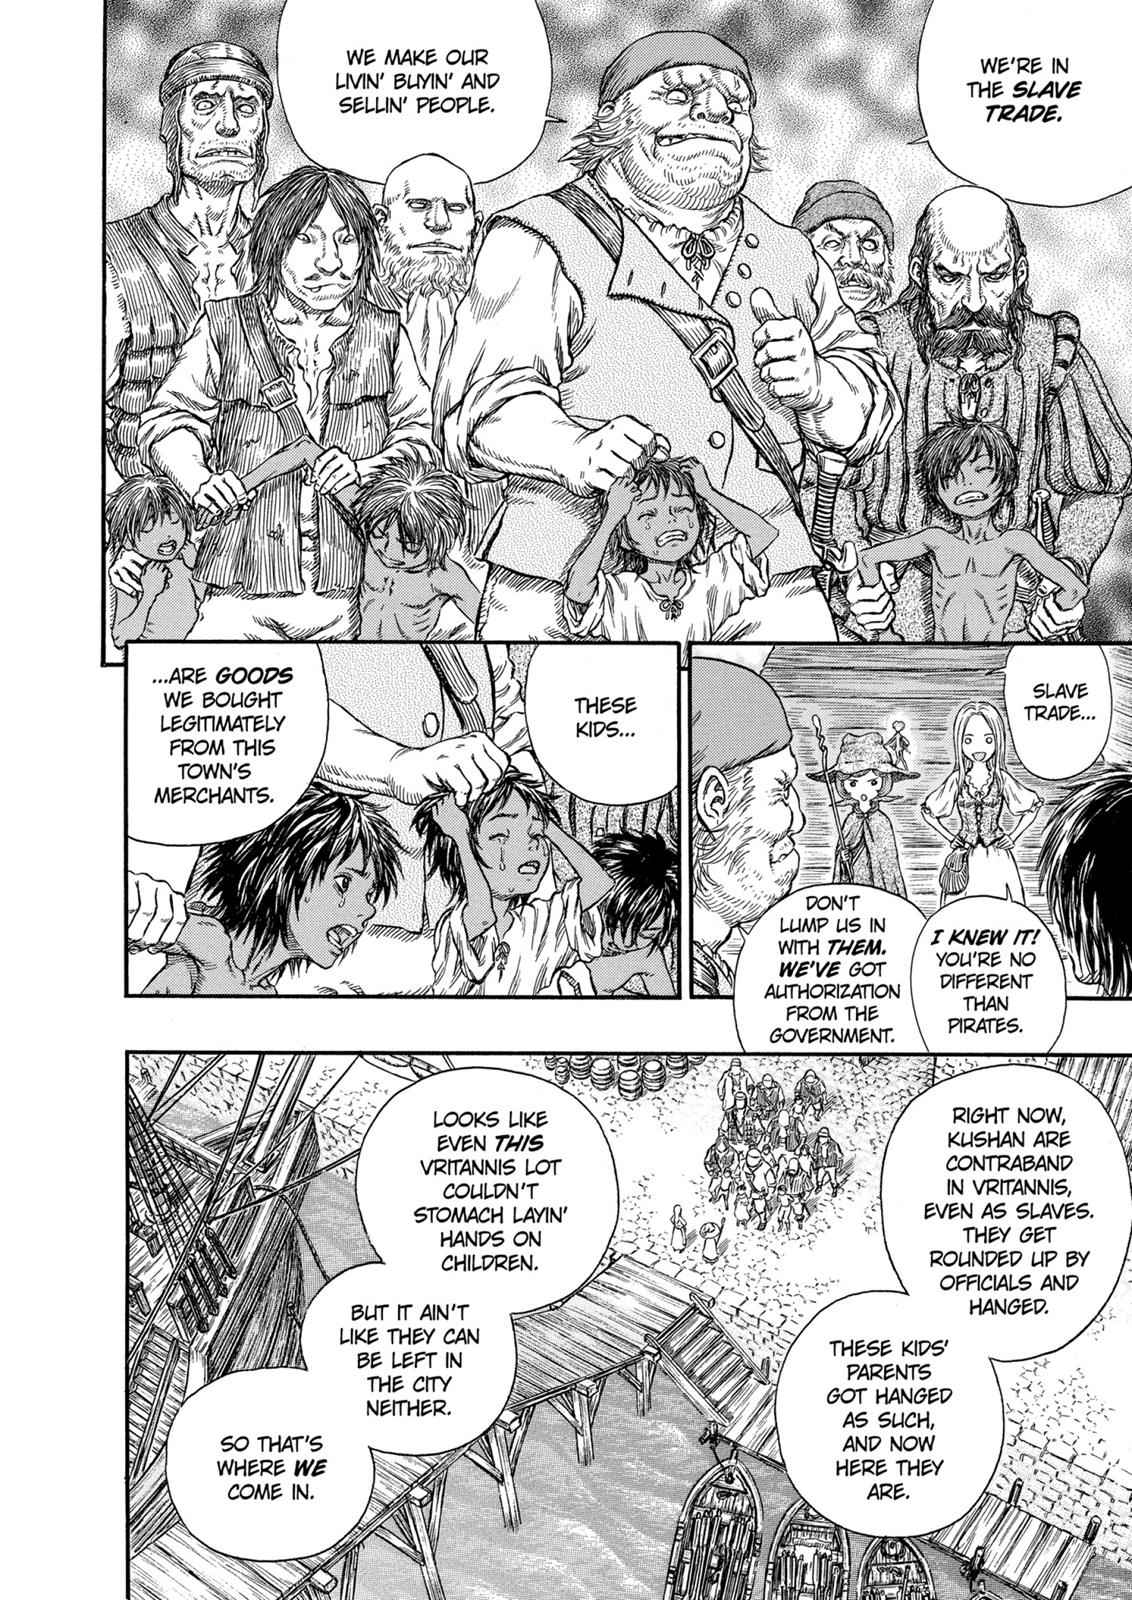 WE'RE IN
THE SLAVE
TRADE.
WE MAKE OUR
LIVIN' BUYIN' AND
SELLIN' PEOPLE.
SLAVE
TRADE...
I KNEW IT!
YOU'RE NO
DIFFERENT
THAN
PIRATES.
DON'T
LUMP US IN
WITH THEM.
WE'VE GOT
AUTHORIZATION
FROM THE
GOVERNMENT.
THESE
KIDS...
...ARE GOODS
WE BOUGHT
LEGITIMATELY
FROM THIS
TOWN'S
MERCHANTS.
RIGHT NOW,
KUSHAN ARE
CONTRABAND
IN VRITANNIS,
EVEN AS SLAVES.
THEY GET
ROUNDED UP BY
OFFICIALS AND
HANGED.
THESE KIDS'
PARENTS
GOT HANGED
AS SUCH,
AND NOW
HERE THEY
ARE.
LOOKS LIKE
EVEN THIS
VRITANNIS LOT
COULDN'T
STOMACH LAYIN'
HANDS ON
CHILDREN.
BUT IT AIN'T
LIKE THEY CAN
BE LEFT IN
THE CITY
NEITHER.
SO THAT'S
WHERE WE
COME IN.